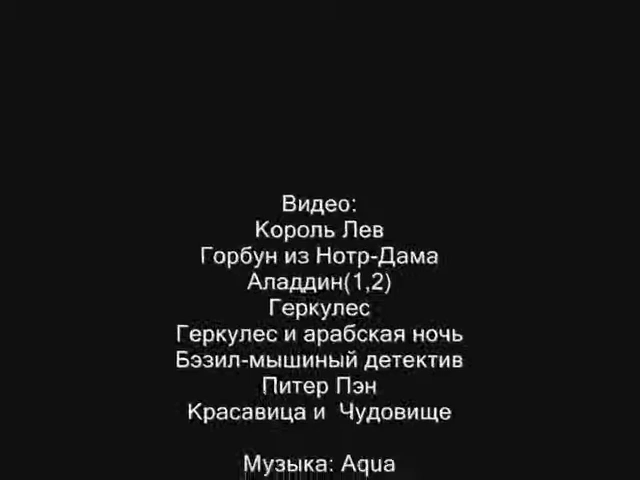 Видео:
Король Лев
Горбун из Нотр-Дама
Аладдин(1,2)
Геркулес
Геркулес и арабская ночь
Бэзил-мышиный детектив
Питер Пэн
Красавица и  Чудовище
Музыка: Aqua